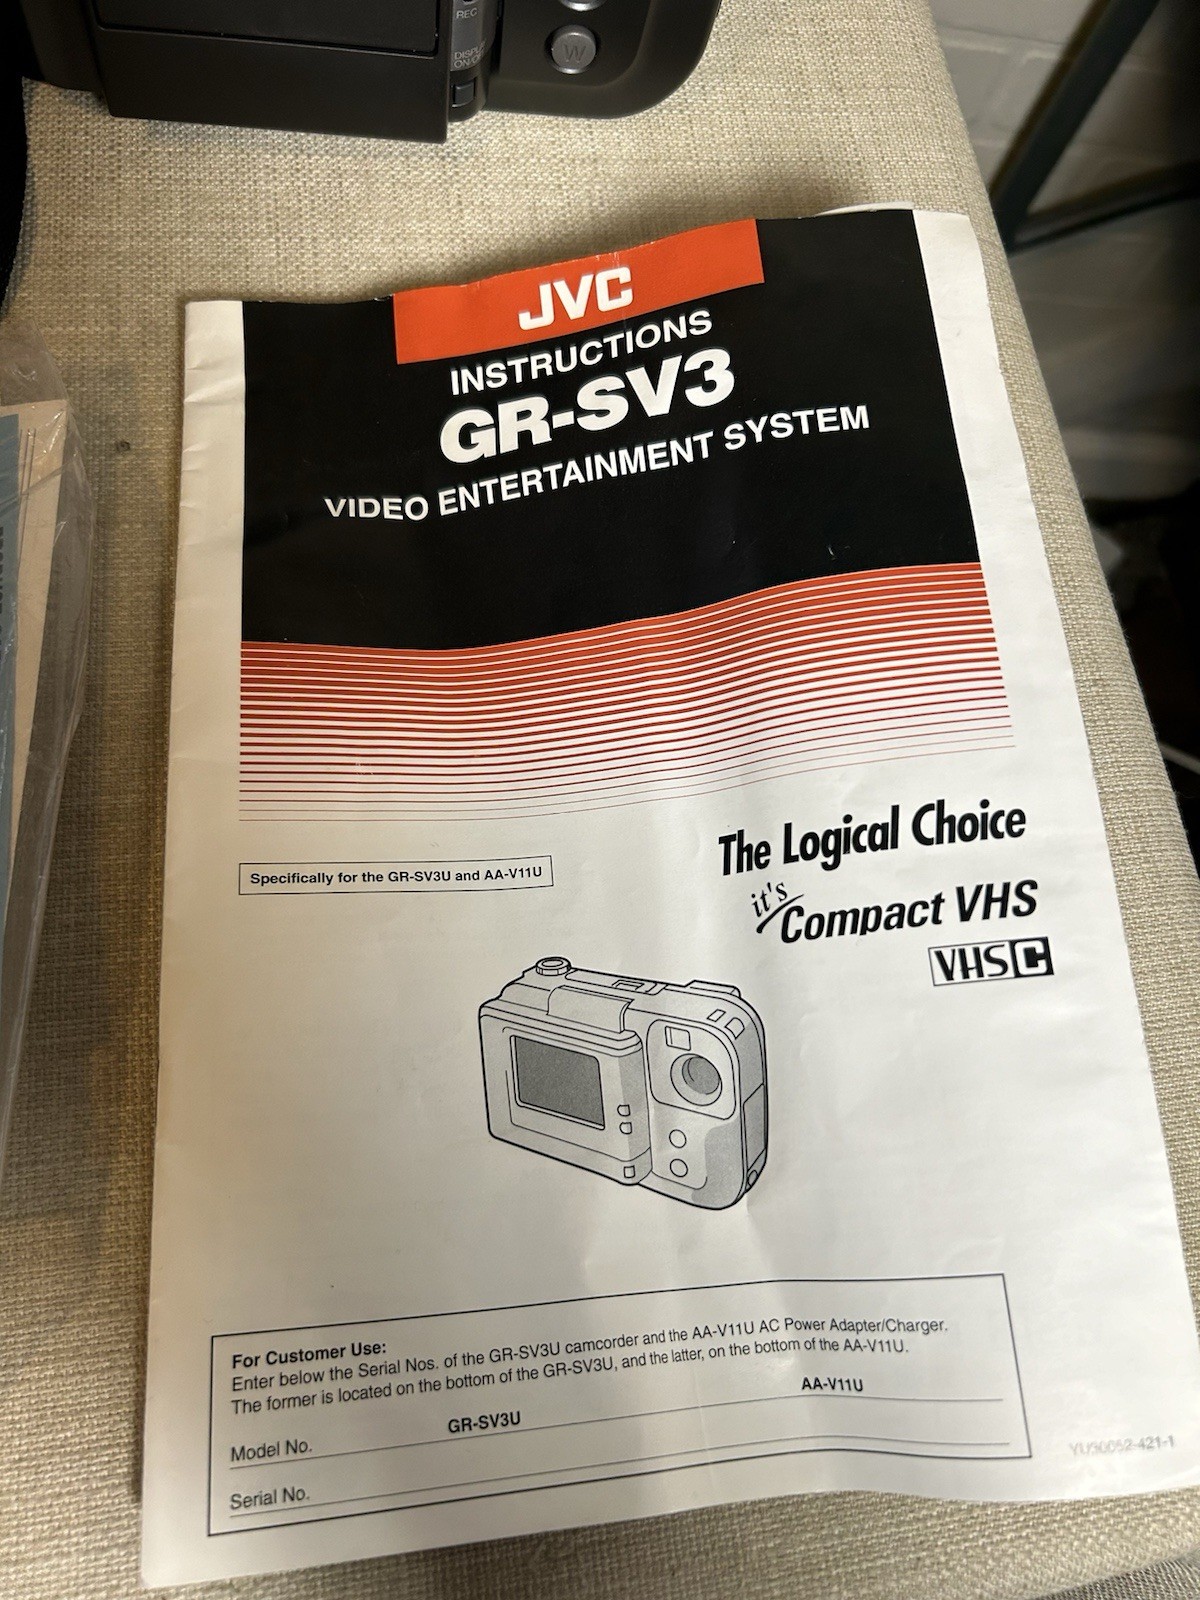 REC
W
JVC
INSTRUCTIONS
GR-SV3
VIDEO ENTERTAINMENT SYSTEM
The Logical Choice
it's
Compact VHS
VHS C
Specifically for the GR-SV3U and AA-V11U
For Customer Use:
Enter below the Serial Nos. of the GR-SV3U camcorder and the AA-V11U AC Power Adapter/Charger.
The former is located on the bottom of the GR-SV3U, and the latter, on the bottom of the AA-V11U.
Model No. GR-SV3U AA-V11U
Serial No.
YU30052-421-1